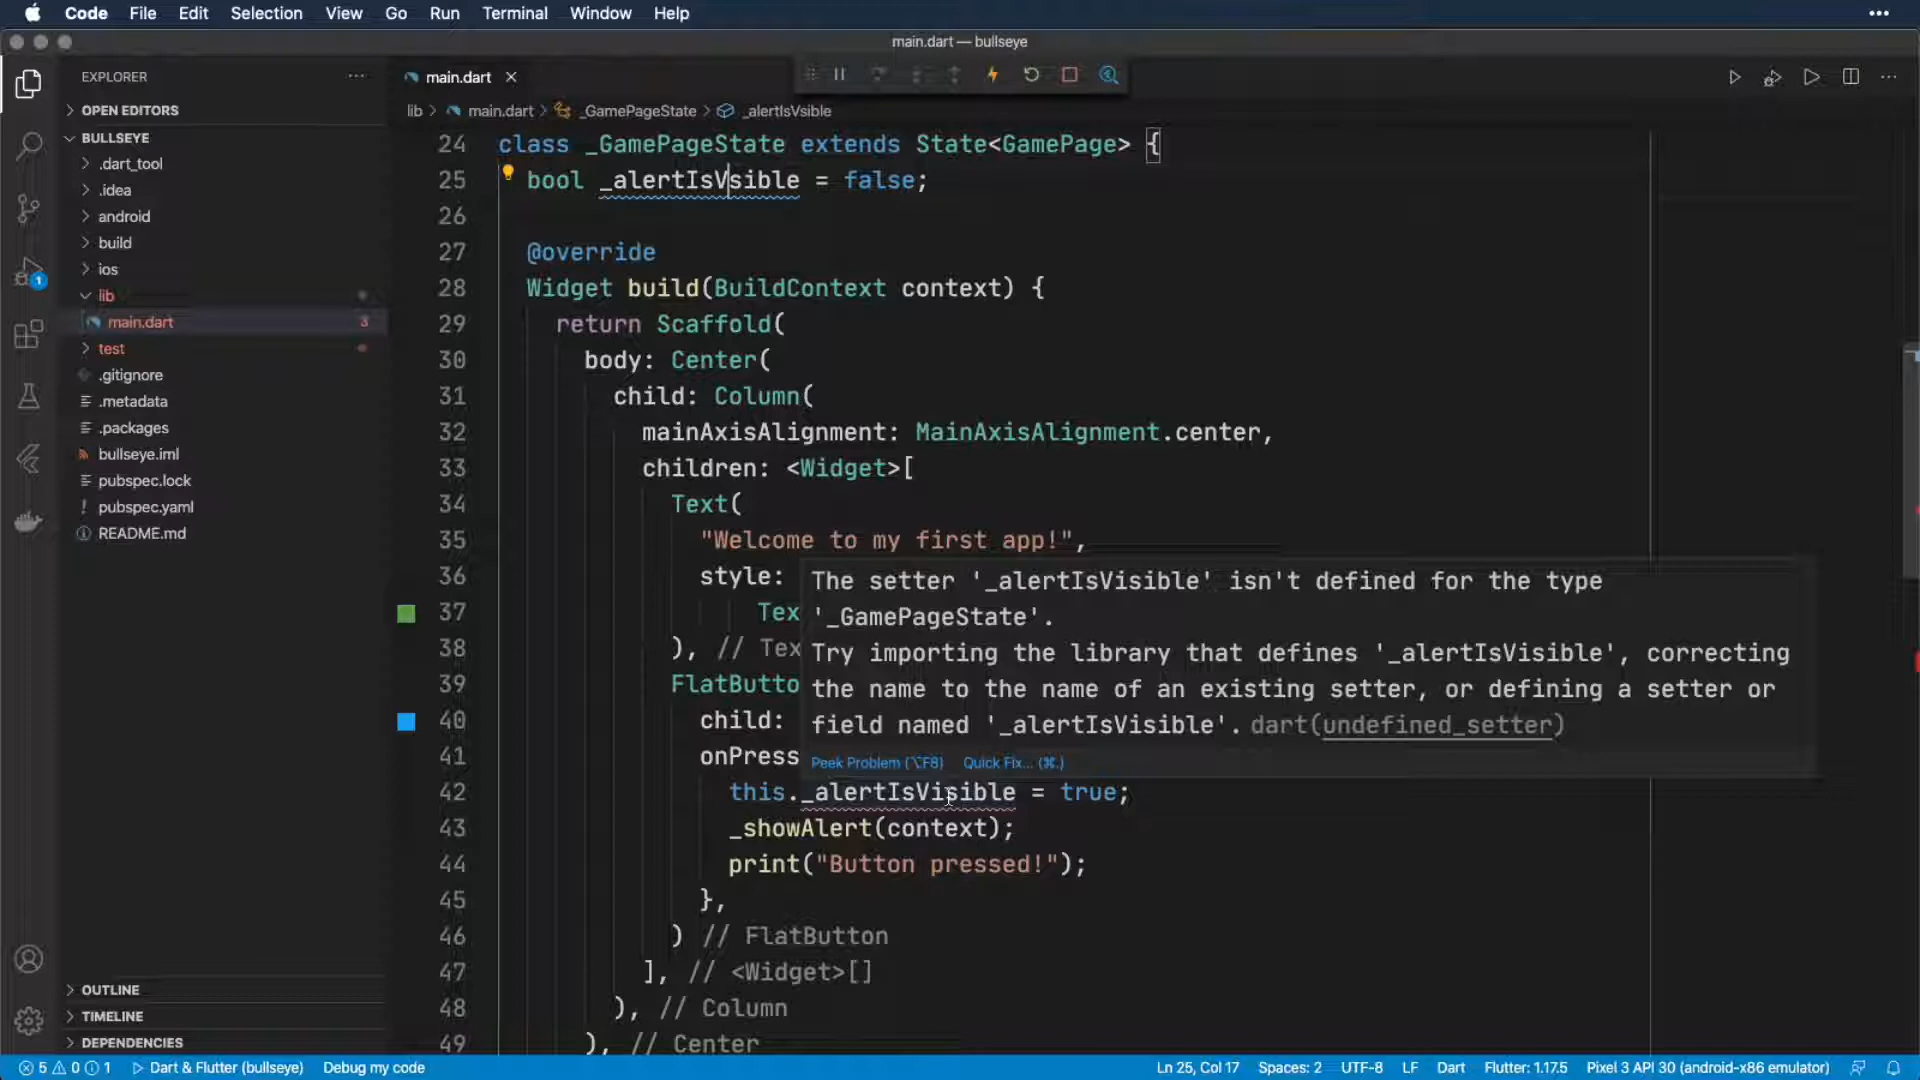 Code File Edit Selection View Go Run Terminal Window Help
main.dart — bullseye
EXPLORER
OPEN EDITORS
BULLSEYE
.dart_tool
.idea
android
build
ios
lib
main.dart 3
test
.gitignore
.metadata
.packages
bullseye.iml
pubspec.lock
pubspec.yaml
README.md
OUTLINE
TIMELINE
DEPENDENCIES
1
main.dart
lib > main.dart > _GamePageState > _alertIsVsible
24 class _GamePageState extends State<GamePage> {
25 bool _alertIsVsible = false;
26
27 @override
28 Widget build(BuildContext context) {
29 return Scaffold(
30 body: Center(
31 child: Column(
32 mainAxisAlignment: MainAxisAlignment.center,
33 children: <Widget>[
34 Text(
35 "Welcome to my first app!",
36 style:
37 Tex
38 ), // Tex
39 FlatButto
40 child:
41 onPress
The setter '_alertIsVisible' isn't defined for the type
'_GamePageState'.
Try importing the library that defines '_alertIsVisible', correcting
the name to the name of an existing setter, or defining a setter or
field named '_alertIsVisible'. dart(undefined_setter)
Peek Problem (⌥F8) Quick Fix... (⌘.)
42 this._alertIsVisible = true;
43 _showAlert(context);
44 print("Button pressed!");
45 },
46 ) // FlatButton
47 ], // <Widget>[]
48 ), // Column
49 ), // Center
5 0 1 Dart & Flutter (bullseye) Debug my code Ln 25, Col 17 Spaces: 2 UTF-8 LF Dart Flutter: 1.17.5 Pixel 3 API 30 (android-x86 emulator)